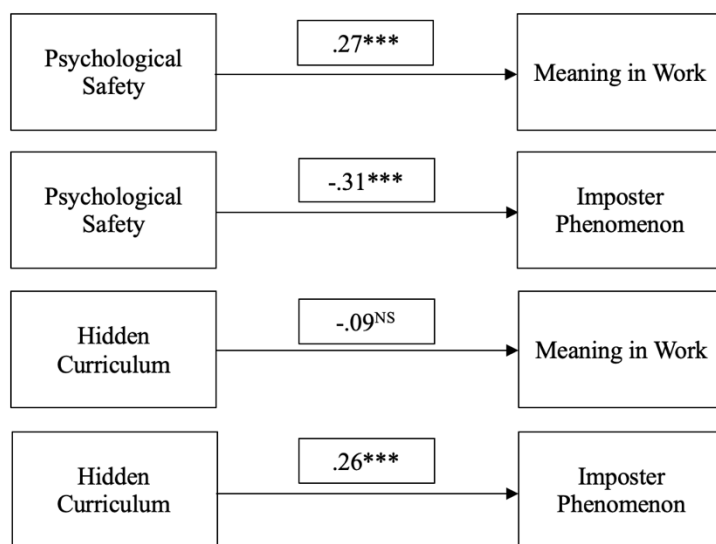 Psychological
Safety
.27***
Meaning in Work
Psychological
Safety
-.31***
Imposter
Phenomenon
Hidden
Curriculum
-.09NS
Meaning in Work
Hidden
Curriculum
.26***
Imposter
Phenomenon